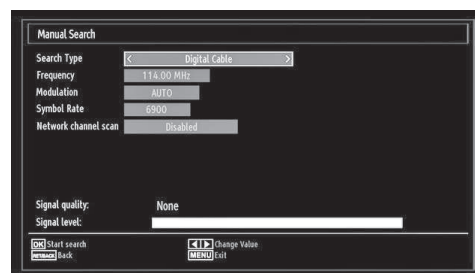 Manual Search
Search Type < Digital Cable >
Frequency 114.00 MHz
Modulation AUTO
Symbol Rate 6900
Network channel scan Disabled
Signal quality: None
Signal level:
OK Start search ◀▶ Change Value
Back MENU Exit